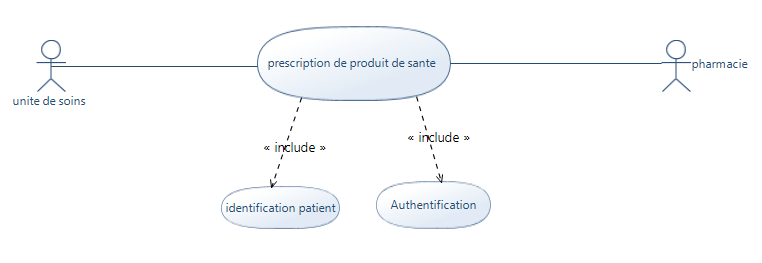 prescription de produit de sante
pharmacie
unite de soins
« include »
« include »
identification patient
Authentification